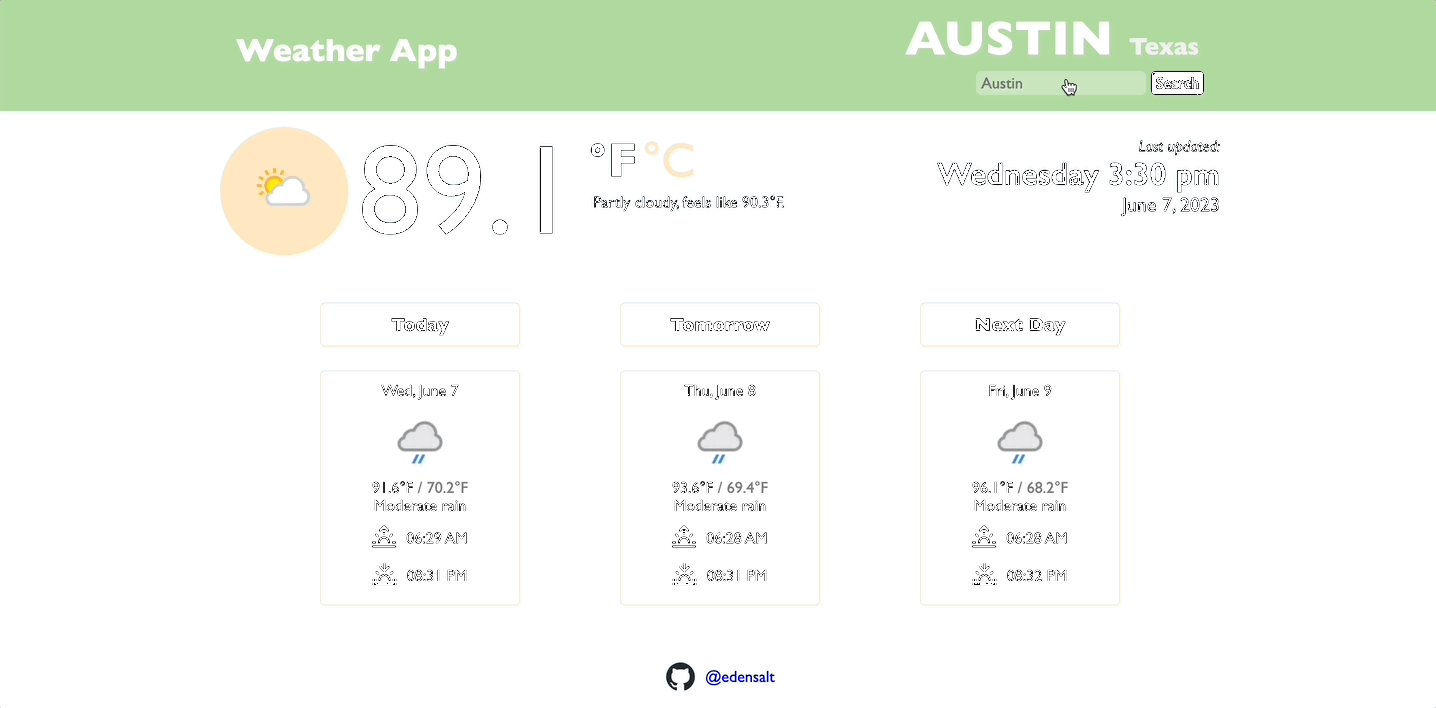 Weather App
AUSTIN Texas
Austin Search
89.1 °F °C
Partly cloudy, feels like 90.3°F.
Last updated:
Wednesday 3:30 pm
June 7, 2023
Today
Wed, June 7
91.6°F / 70.2°F
Moderate rain
06:29 AM
08:31 PM
Tomorrow
Thu, June 8
93.6°F / 69.4°F
Moderate rain
06:28 AM
08:31 PM
Next Day
Fri, June 9
96.1°F / 68.2°F
Moderate rain
06:28 AM
08:32 PM
@edensalt